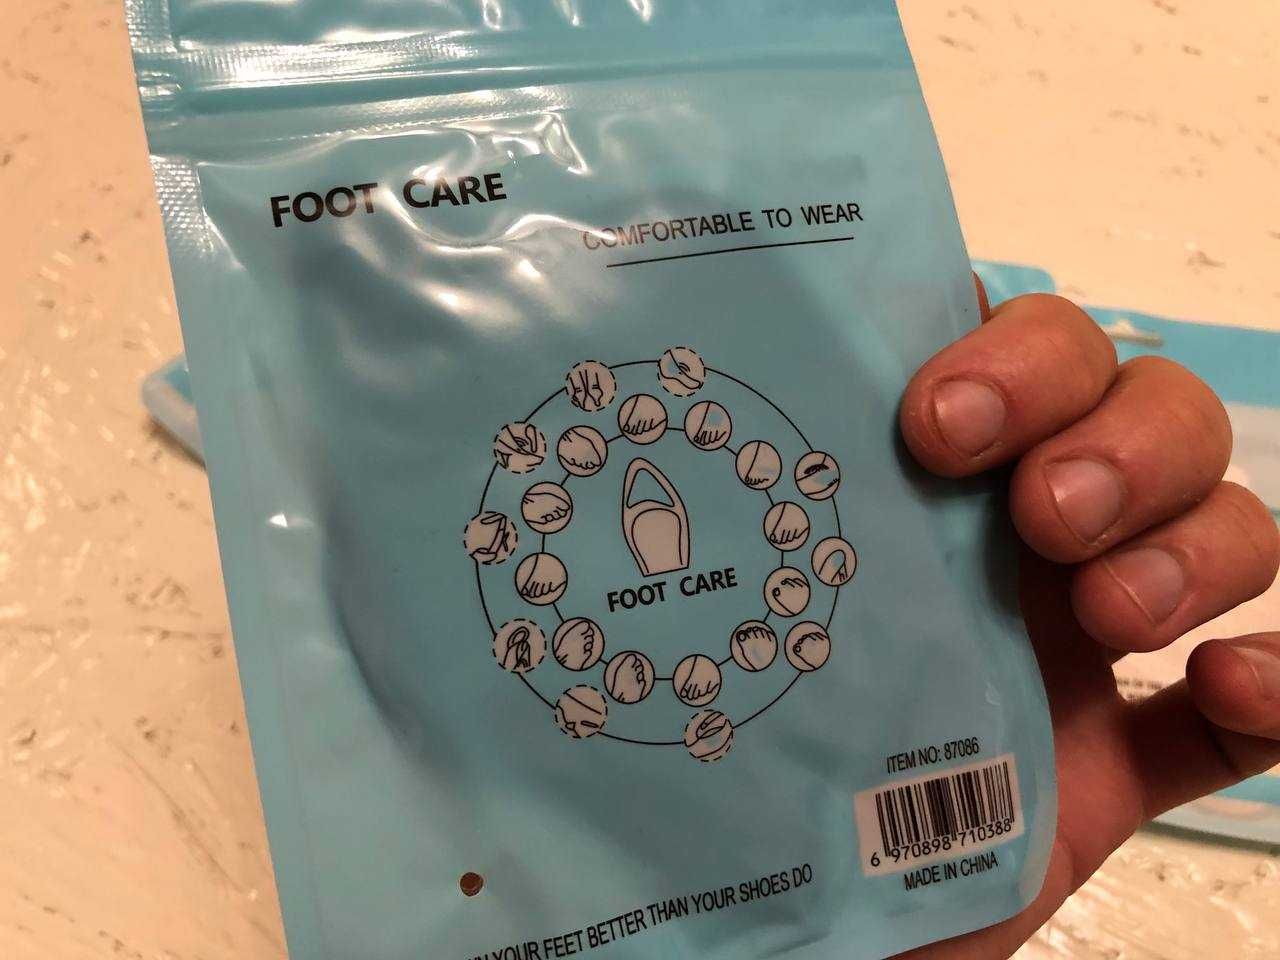 FOOT CARE
COMFORTABLE TO WEAR
FOOT CARE
ITEM NO: 87086
6 970898 710388
MADE IN CHINA
YOUR FEET BETTER THAN YOUR SHOES DO